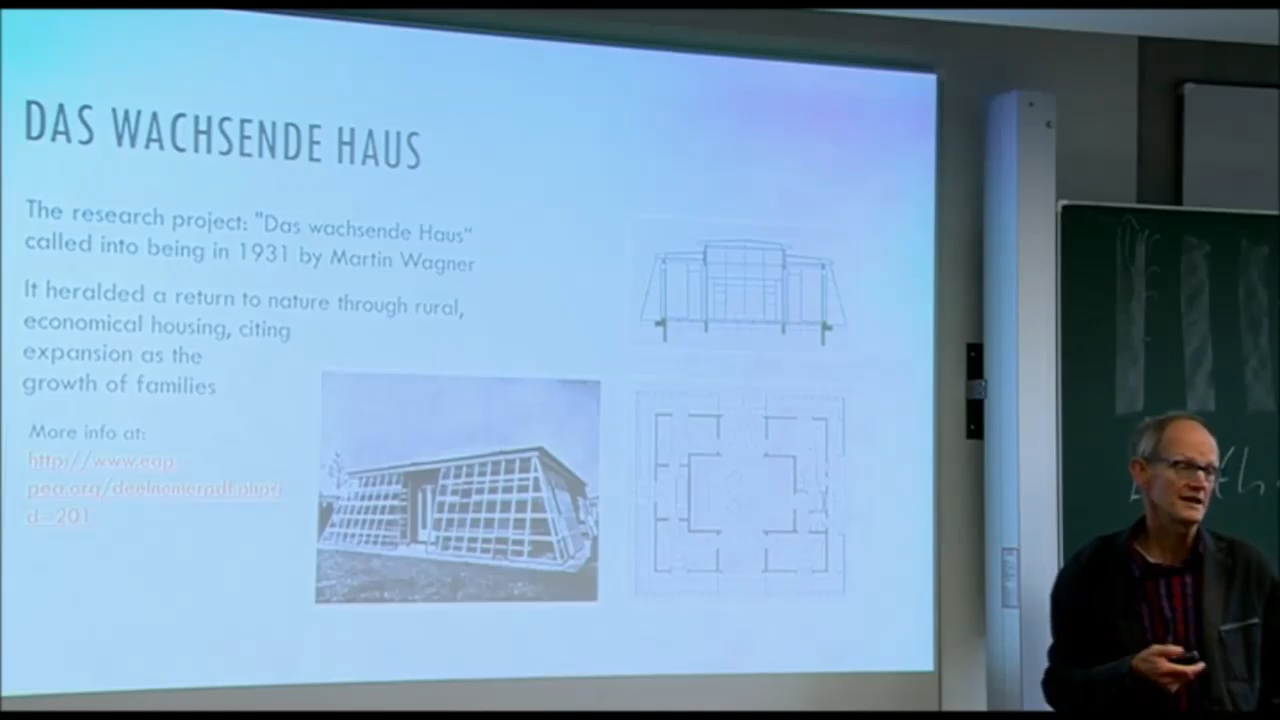 DAS WACHSENDE HAUS
The research project: "Das wachsende Haus"
called into being in 1931 by Martin Wagner
It heralded a return to nature through rural,
economical housing, citing
expansion as the
growth of families
More info at:
http://www.eap-
pea.org/deelnemerpdf.php?i
d=201